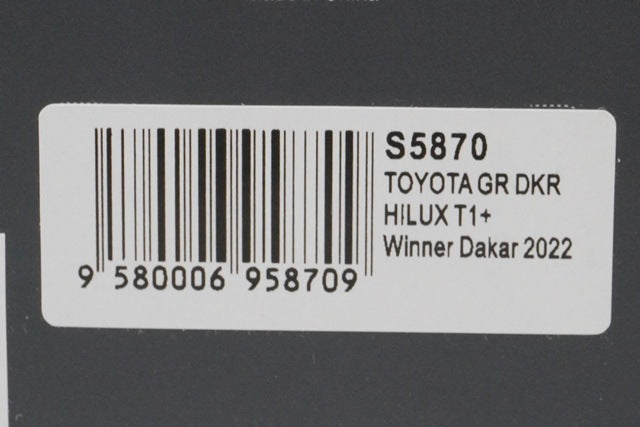 S5870
TOYOTA GR DKR
HILUX T1+
Winner Dakar 2022
9 580006 958709